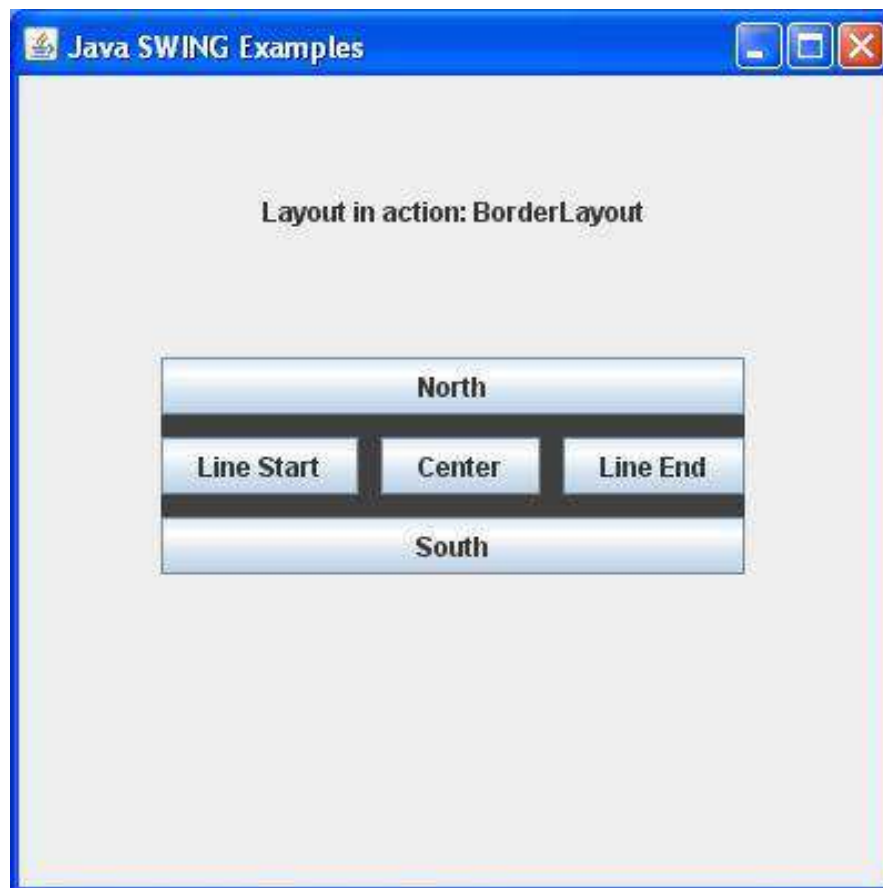 Java SWING Examples
Layout in action: BorderLayout
North
Line Start Center Line End
South